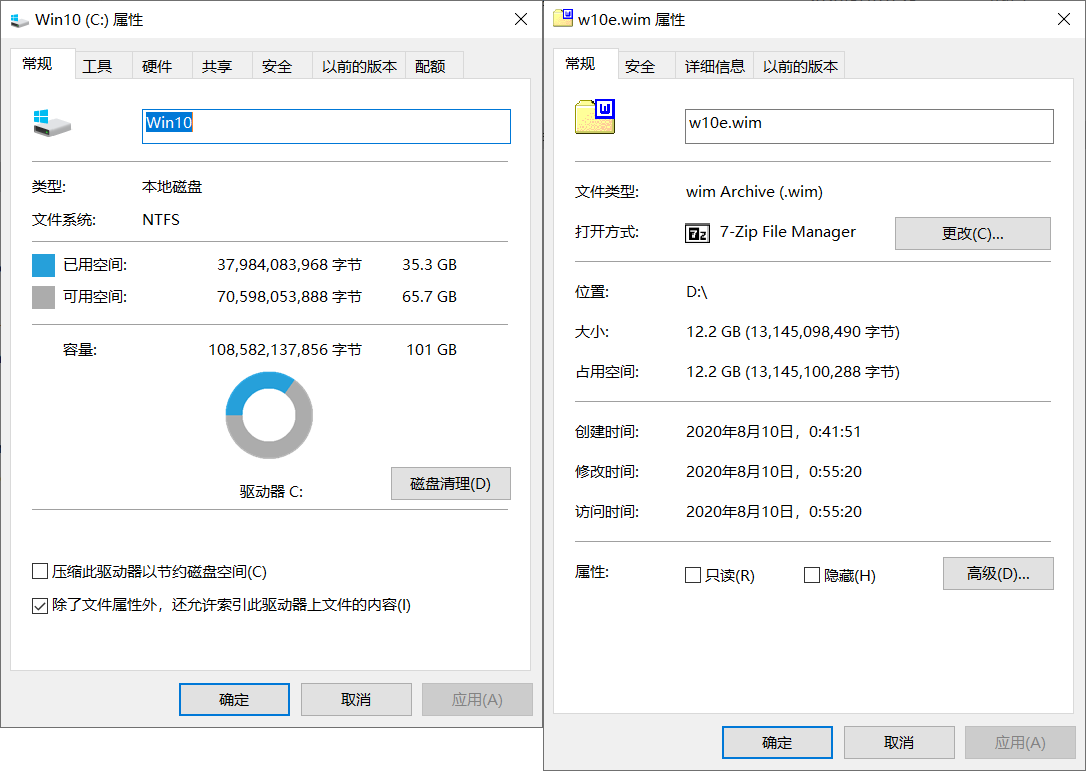 Win10 (C:) 属性
常规 工具 硬件 共享 安全 以前的版本 配额
Win10
类型: 本地磁盘
文件系统: NTFS
已用空间: 37,984,083,968 字节 35.3 GB
可用空间: 70,598,053,888 字节 65.7 GB
容量: 108,582,137,856 字节 101 GB
驱动器 C: 磁盘清理(D)
压缩此驱动器以节约磁盘空间(C)
除了文件属性外，还允许索引此驱动器上文件的内容(I)
确定 取消 应用(A)
w10e.wim 属性
常规 安全 详细信息 以前的版本
W
w10e.wim
文件类型: wim Archive (.wim)
打开方式: 7z 7-Zip File Manager 更改(C)...
位置: D:\
大小: 12.2 GB (13,145,098,490 字节)
占用空间: 12.2 GB (13,145,100,288 字节)
创建时间: 2020年8月10日，0:41:51
修改时间: 2020年8月10日，0:55:20
访问时间: 2020年8月10日，0:55:20
属性: 只读(R) 隐藏(H) 高级(D)...
确定 取消 应用(A)